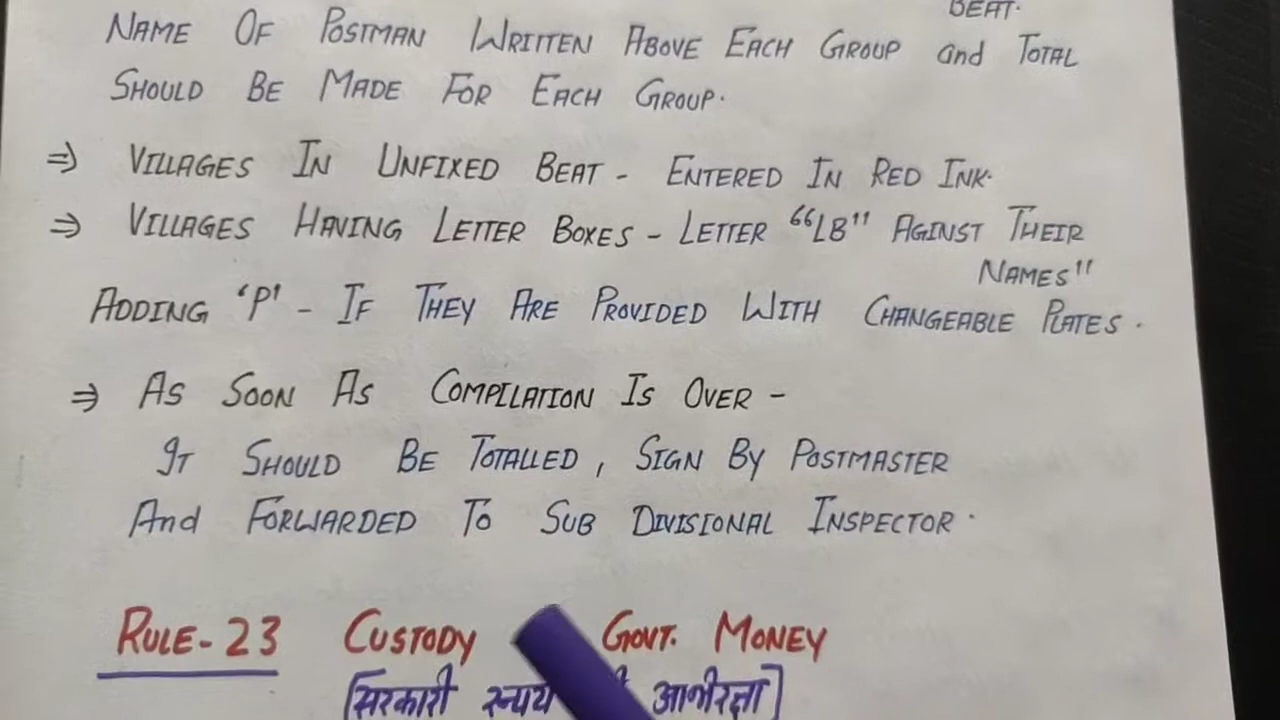 BEAT.
NAME OF POSTMAN WRITTEN ABOVE EACH GROUP and TOTAL
SHOULD BE MADE FOR EACH GROUP.
⇒ VILLAGES IN UNFIXED BEAT - ENTERED IN RED INK.
⇒ VILLAGES HAVING LETTER BOXES - LETTER "LB" AGINST THEIR
NAMES"
ADDING 'P' - IF THEY ARE PROVIDED WITH CHANGEABLE PLATES.
⇒ AS SOON AS COMPILATION IS OVER -
IT SHOULD BE TOTALLED, SIGN BY POSTMASTER
And FORWARDED TO SUB DIVISIONAL INSPECTOR.
RULE-23 CUSTODY GOVT. MONEY
[सरकारी